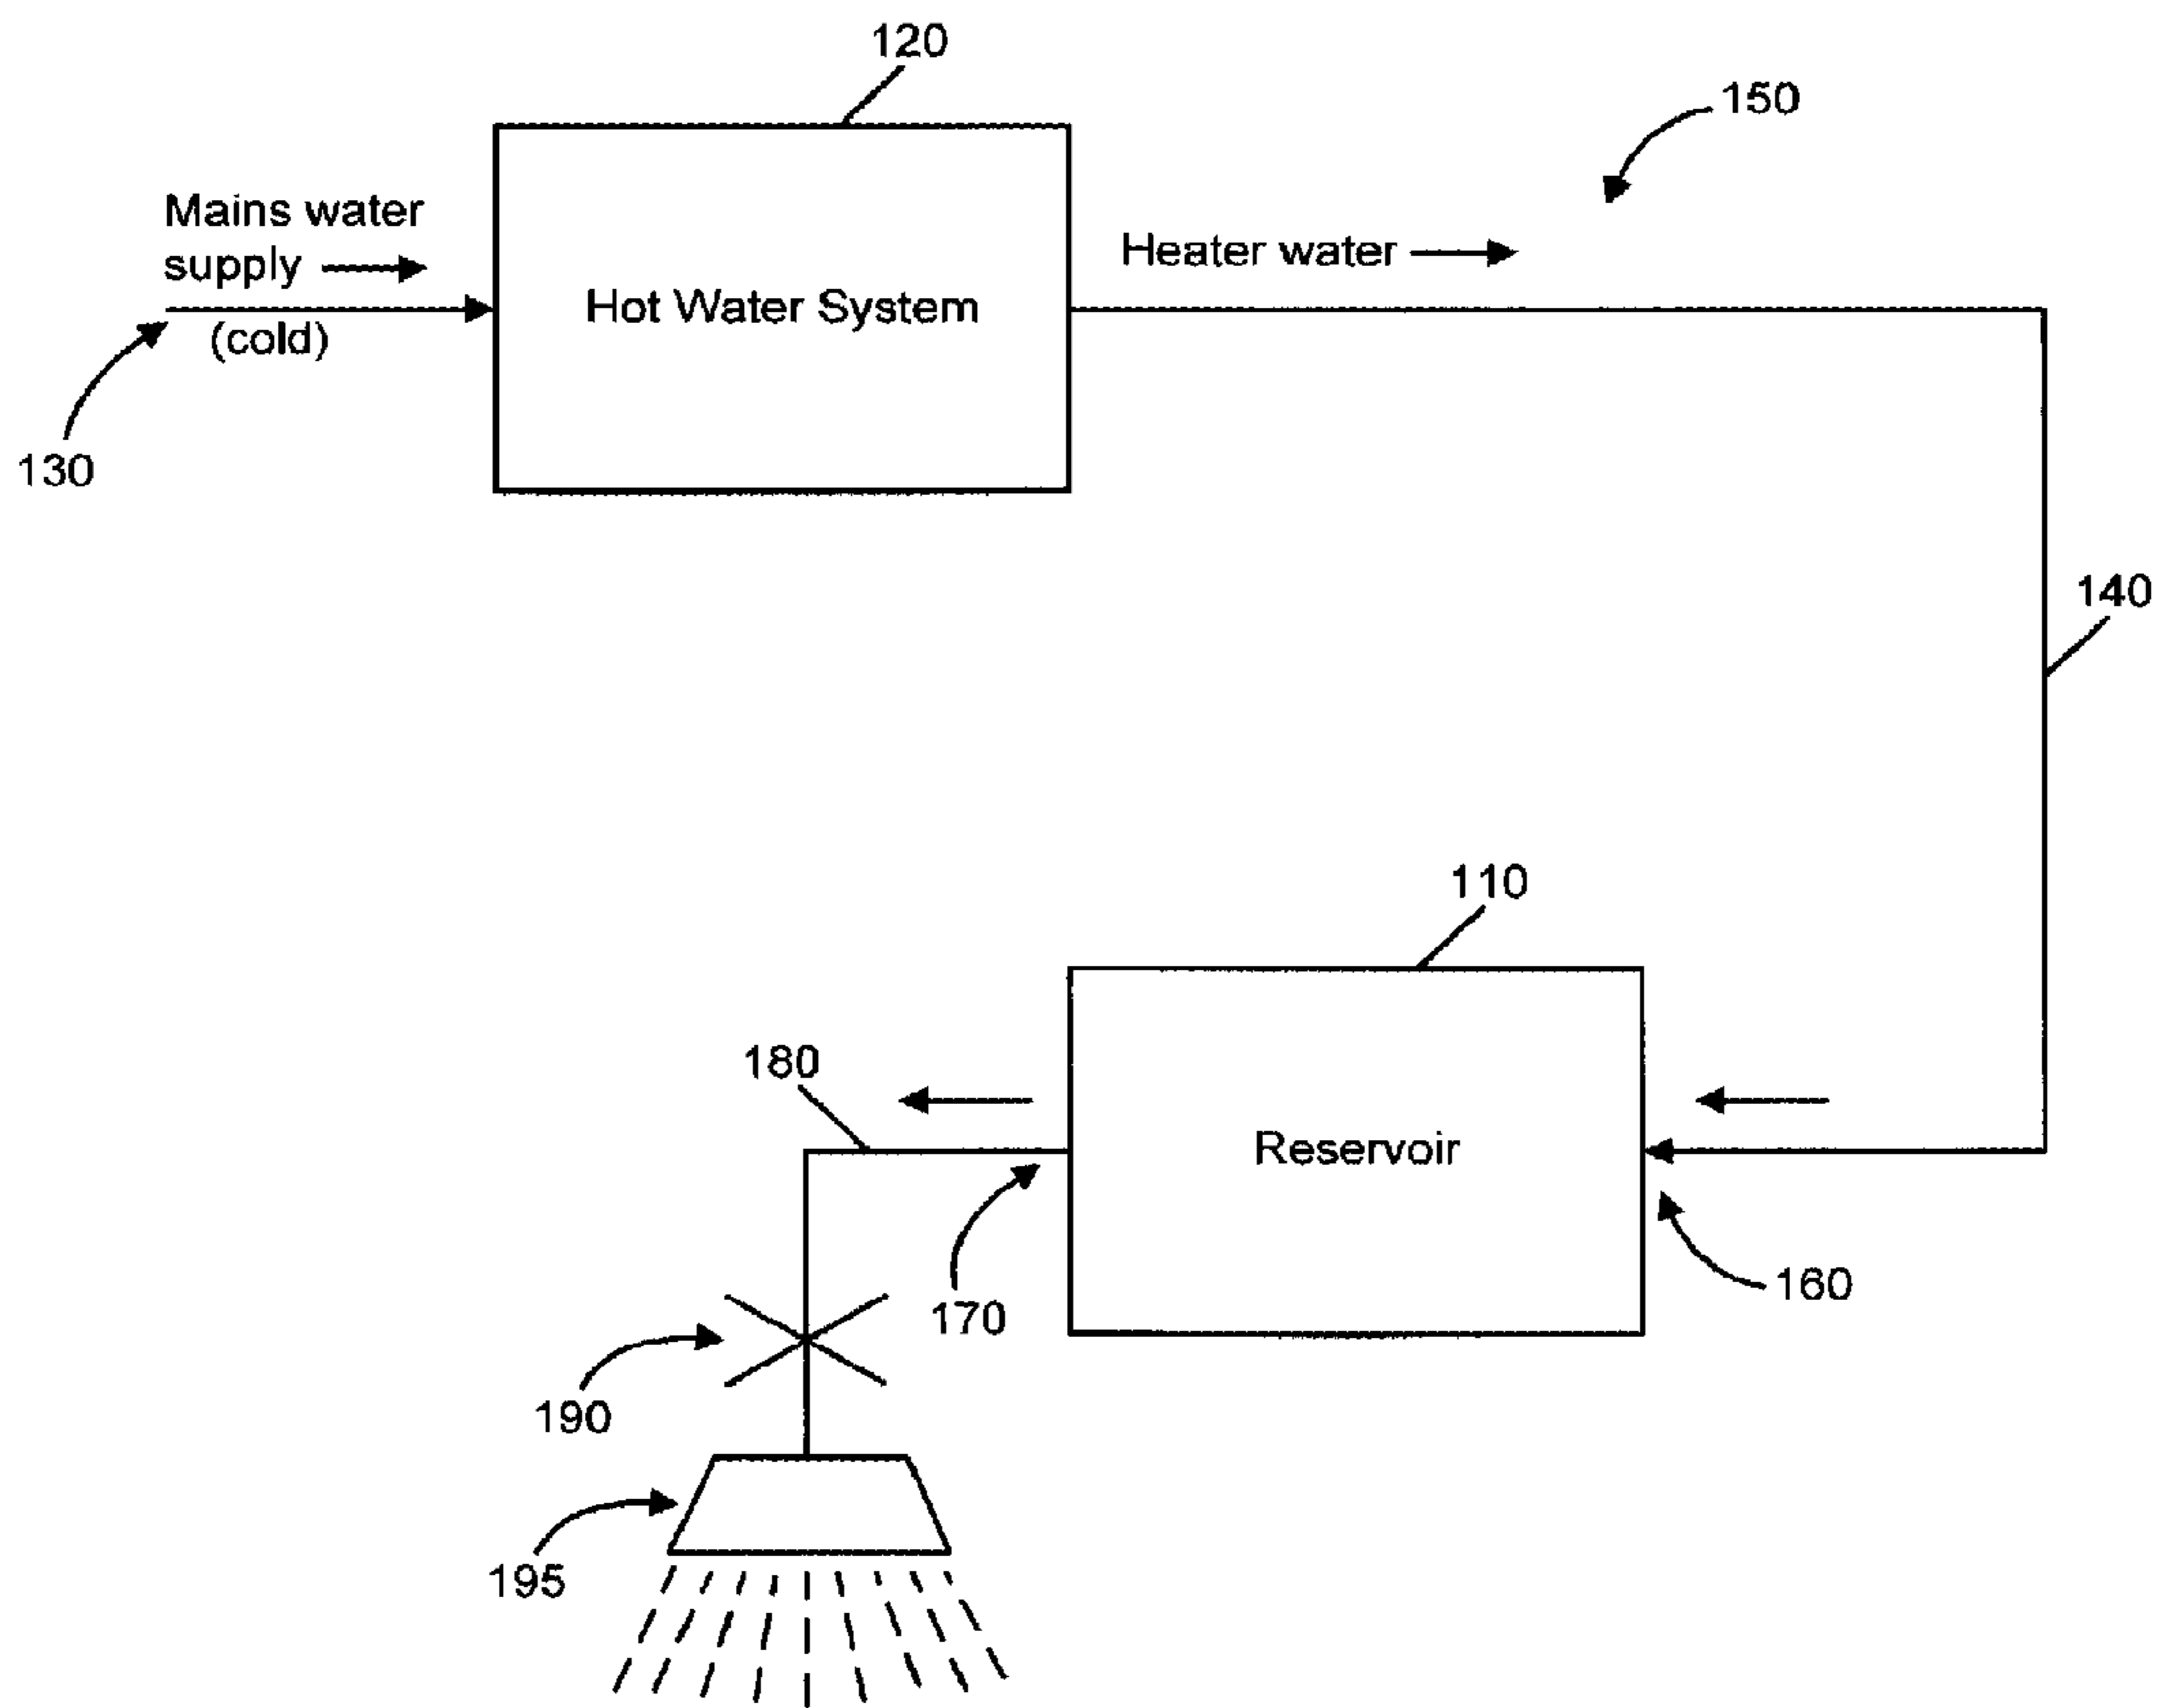 120
150
Mains water
supply
Heater water
Hot Water System
(cold)
130
140
110
180
Reservoir
170
160
190
195